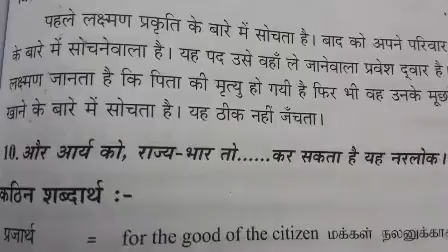 पहले लक्ष्मण प्रकृति के बारे में सोचता है। बाद को अपने परिवार
के बारे में सोचनेवाला है। यह पद उसे वहाँ ले जानेवाला प्रवेश द्वार है।
लक्ष्मण जानता है कि पिता की मृत्यु हो गयी है फिर भी वह उनके मूछ
खाने के बारे में सोचता है। यह ठीक नहीं जँचता।
10. और आर्य को, राज्य-भार तो......कर सकता है यह नरलोक।
कठिन शब्दार्थ :-
प्रजार्थ = for the good of the citizen மக்கள் நலனுக்கா